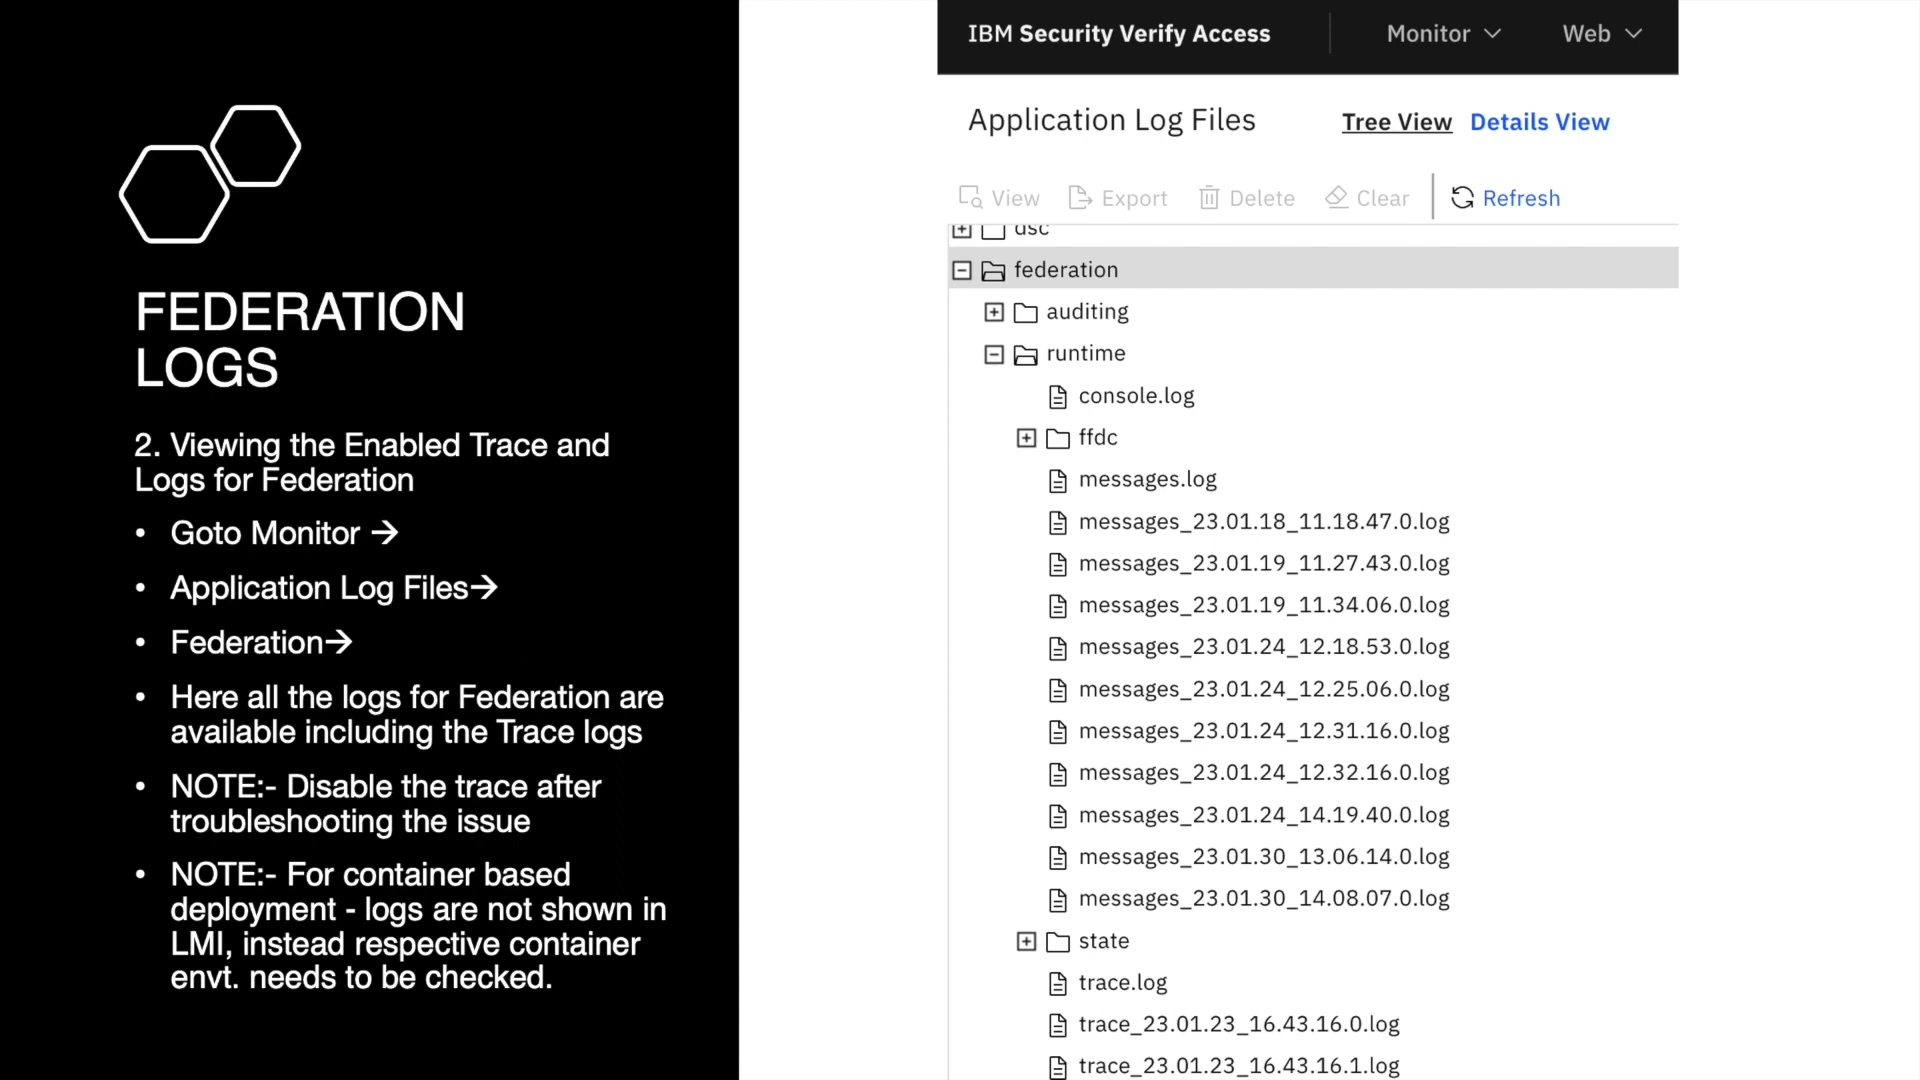 FEDERATION
LOGS
2. Viewing the Enabled Trace and
Logs for Federation
• Goto Monitor →
• Application Log Files→
• Federation→
• Here all the logs for Federation are
available including the Trace logs
• NOTE:- Disable the trace after
troubleshooting the issue
• NOTE:- For container based
deployment - logs are not shown in
LMI, instead respective container
envt. needs to be checked.
IBM Security Verify Access Monitor Web
Application Log Files Tree View Details View
View Export Delete Clear Refresh
dsc
federation
auditing
runtime
console.log
ffdc
messages.log
messages_23.01.18_11.18.47.0.log
messages_23.01.19_11.27.43.0.log
messages_23.01.19_11.34.06.0.log
messages_23.01.24_12.18.53.0.log
messages_23.01.24_12.25.06.0.log
messages_23.01.24_12.31.16.0.log
messages_23.01.24_12.32.16.0.log
messages_23.01.24_14.19.40.0.log
messages_23.01.30_13.06.14.0.log
messages_23.01.30_14.08.07.0.log
state
trace.log
trace_23.01.23_16.43.16.0.log
trace_23.01.23_16.43.16.1.log